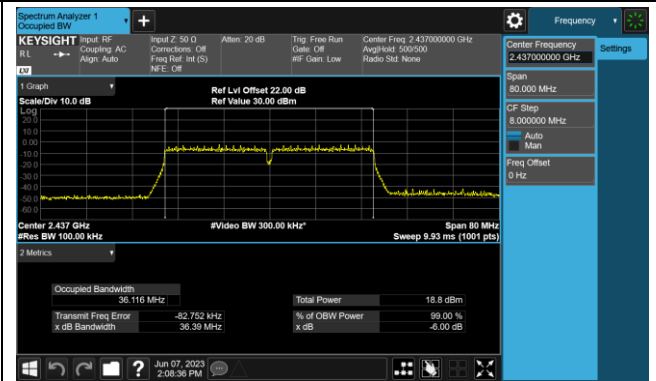 Spectrum Analyzer 1
Occupied BW
+
Frequency
KEYSIGHT
RL
LXI
Input: RF
Coupling: AC
Align: Auto
Input Z: 50 Ω
Corrections: Off
Freq Ref: Int (S)
NFE: Off
Atten: 20 dB
Trig: Free Run
Gate: Off
#IF Gain: Low
Center Freq: 2.437000000 GHz
Avg|Hold: 500/500
Radio Std: None
Center Frequency
2.437000000 GHz
Settings
Span
80.000 MHz
CF Step
8.000000 MHz
Auto
Man
Freq Offset
0 Hz
1 Graph
Scale/Div 10.0 dB
Ref Lvl Offset 22.00 dB
Ref Value 30.00 dBm
Log
20.0
10.0
0.00
-10.0
-20.0
-30.0
-40.0
-50.0
-60.0
Center 2.437 GHz
#Res BW 100.00 kHz
#Video BW 300.00 kHz*
Span 80 MHz
Sweep 9.93 ms (1001 pts)
2 Metrics
Occupied Bandwidth
36.116 MHz
Total Power 18.8 dBm
Transmit Freq Error -82.752 kHz
% of OBW Power 99.00 %
x dB Bandwidth 36.39 MHz
x dB -6.00 dB
?
Jun 07, 2023
2:08:36 PM